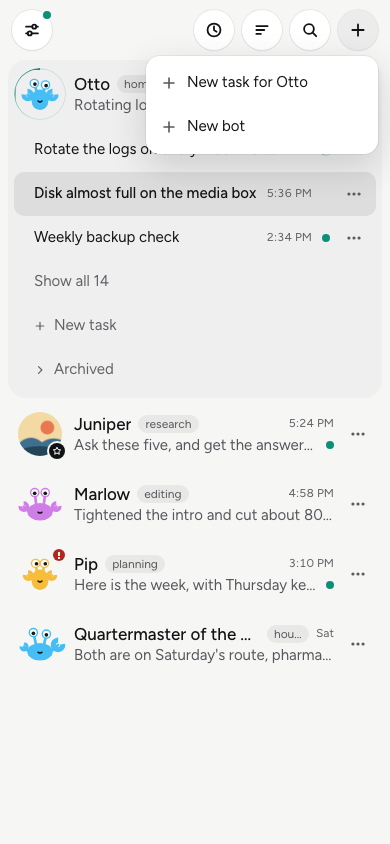 New task for Otto
New bot
Otto
Rotating
Rotate the logs
Disk almost full on the media box 5:36 PM
Weekly backup check 2:34 PM
Show all 14
New task
Archived
Juniper research 5:24 PM
Ask these five, and get the answer...
Marlow editing 4:58 PM
Tightened the intro and cut about 80...
Pip planning 3:10 PM
Here is the week, with Thursday ke...
Quartermaster of the ... hou... Sat
Both are on Saturday's route, pharma...